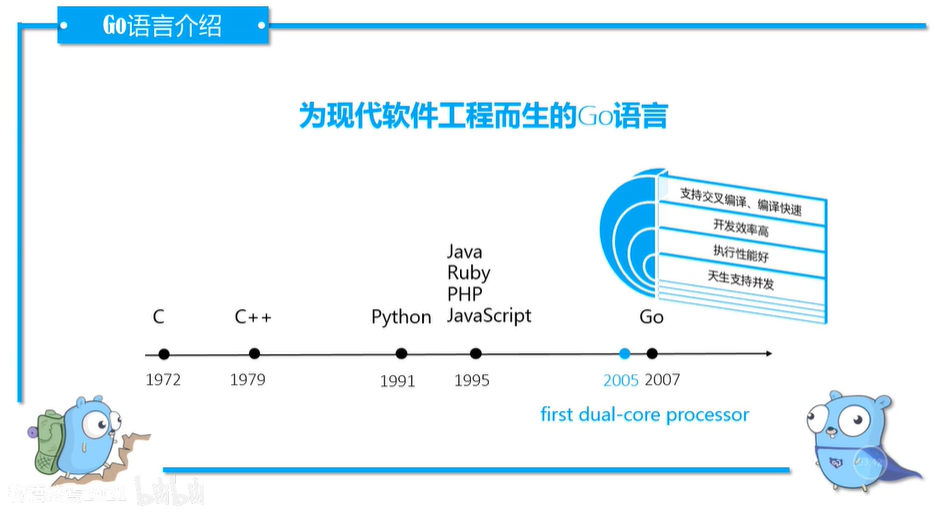 Go语言介绍
为现代软件工程而生的Go语言
支持交叉编译、编译快速
开发效率高
执行性能好
天生支持并发
Java
Ruby
PHP
C C++ Python JavaScript Go
1972 1979 1991 1995 2005 2007
first dual-core processor
bilibili